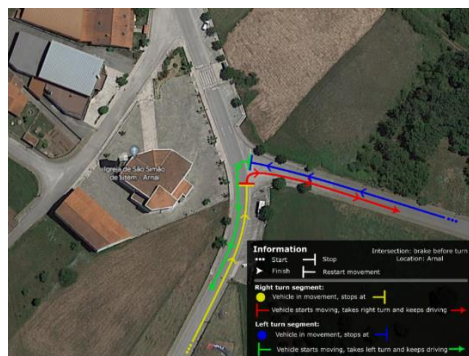 Igreja de São Simão
de Litém - Arnal
Information
Intersection: brake before turn
Location: Arnal
Start
Stop
Finish
Restart movement
Right turn segment:
Vehicle in movement, stops at
Vehicle starts moving, takes right turn and keeps driving
Left turn segment:
Vehicle in movement, stops at
Vehicle starts moving, takes left turn and keeps driving